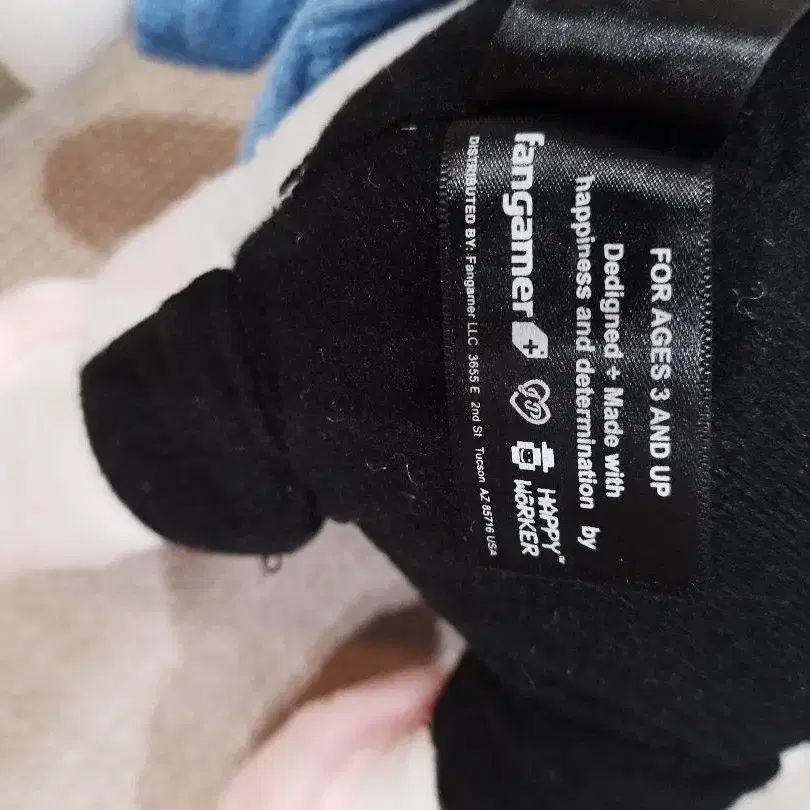 FOR AGES 3 AND UP
Dedigned + Made with
happiness and determination by
fangamer
HAPPY
WORKER
DISTRIBUTED BY: Fangamer LLC 3655 E 2nd St Tucson AZ 85716 USA